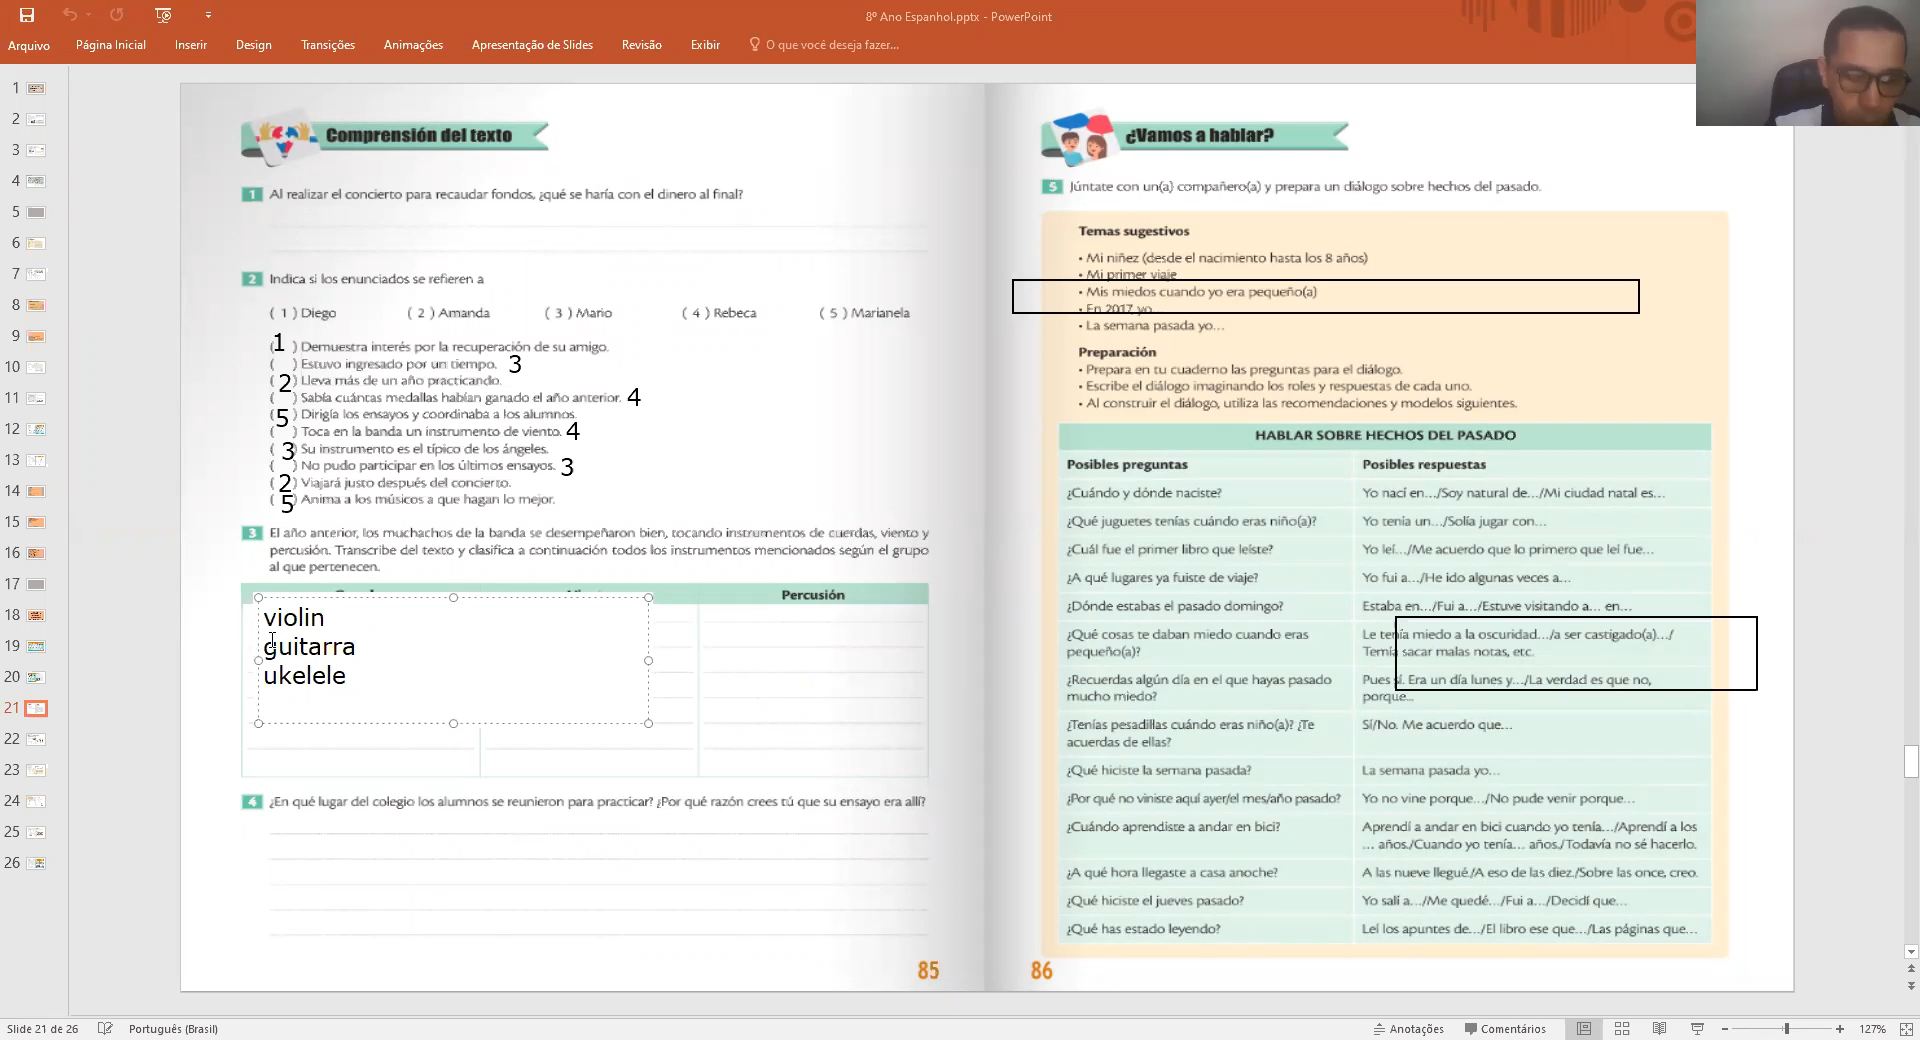 8º Ano Espanhol.pptx - PowerPoint
Arquivo
Página Inicial
Inserir
Design
Transições
Animações
Apresentação de Slides
Revisão
Exibir
O que você deseja fazer...
1
2
3
4
5
6
7
8
9
10
11
12
13
14
15
16
17
18
19
20
21
22
23
24
25
26
Comprensión del texto
1 Al realizar el concierto para recaudar fondos, ¿qué se haría con el dinero al final?
2 Indica si los enunciados se refieren a
( 1 ) Diego ( 2 ) Amanda ( 3 ) Mario ( 4 ) Rebeca ( 5 ) Marianela
(1 ) Demuestra interés por la recuperación de su amigo.
( ) Estuvo ingresado por un tiempo. 3
( 2 ) Lleva más de un año practicando.
( ) Sabía cuántas medallas habían ganado el año anterior. 4
( 5 ) Dirigía los ensayos y coordinaba a los alumnos.
( ) Toca en la banda un instrumento de viento. 4
( 3 ) Su instrumento es el típico de los ángeles.
( ) No pudo participar en los últimos ensayos. 3
( 2 ) Viajará justo después del concierto.
( 5 ) Anima a los músicos a que hagan lo mejor.
3 El año anterior, los muchachos de la banda se desempeñaron bien, tocando instrumentos de cuerdas, viento y
percusión. Transcribe del texto y clasifica a continuación todos los instrumentos mencionados según el grupo
al que pertenecen.
Percusión
violin
guitarra
ukelele
4 ¿En qué lugar del colegio los alumnos se reunieron para practicar? ¿Por qué razón crees tú que su ensayo era allí?
85
¿Vamos a hablar?
5 Júntate con un(a) compañero(a) y prepara un diálogo sobre hechos del pasado.
Temas sugestivos
• Mi niñez (desde el nacimiento hasta los 8 años)
• Mi primer viaje
• Mis miedos cuando yo era pequeño(a)
• En 2017, yo
• La semana pasada yo...
Preparación
• Prepara en tu cuaderno las preguntas para el diálogo.
• Escribe el diálogo imaginando los roles y respuestas de cada uno.
• Al construir el diálogo, utiliza las recomendaciones y modelos siguientes.
HABLAR SOBRE HECHOS DEL PASADO
Posibles preguntas Posibles respuestas
¿Cuándo y dónde naciste? Yo nací en.../Soy natural de.../Mi ciudad natal es...
¿Qué juguetes tenías cuándo eras niño(a)? Yo tenía un.../Solía jugar con...
¿Cuál fue el primer libro que leíste? Yo leí.../Me acuerdo que lo primero que leí fue...
¿A qué lugares ya fuiste de viaje? Yo fui a.../He ido algunas veces a...
¿Dónde estabas el pasado domingo? Estaba en.../Fui a.../Estuve visitando a... en...
¿Qué cosas te daban miedo cuando eras
pequeño(a)?
Le tenía miedo a la oscuridad.../a ser castigado(a).../
Temía sacar malas notas, etc.
¿Recuerdas algún día en el que hayas pasado
mucho miedo?
Pues sí. Era un día lunes y.../La verdad es que no,
porque...
¿Tenías pesadillas cuándo eras niño(a)? ¿Te
acuerdas de ellas?
Sí/No. Me acuerdo que...
¿Qué hiciste la semana pasada? La semana pasada yo...
¿Por qué no viniste aquí ayer/el mes/año pasado? Yo no vine porque.../No pude venir porque...
¿Cuándo aprendiste a andar en bici?
Aprendí a andar en bici cuando yo tenía.../Aprendí a los
... años./Cuando yo tenía... años./Todavía no sé hacerlo.
¿A qué hora llegaste a casa anoche? A las nueve llegué./A eso de las diez./Sobre las once, creo.
¿Qué hiciste el jueves pasado? Yo salí a.../Me quedé.../Fui a.../Decidí que...
¿Qué has estado leyendo? Leí los apuntes de.../El libro ese que.../Las páginas que...
86
Slide 21 de 26
Português (Brasil)
Anotações
Comentários
127%